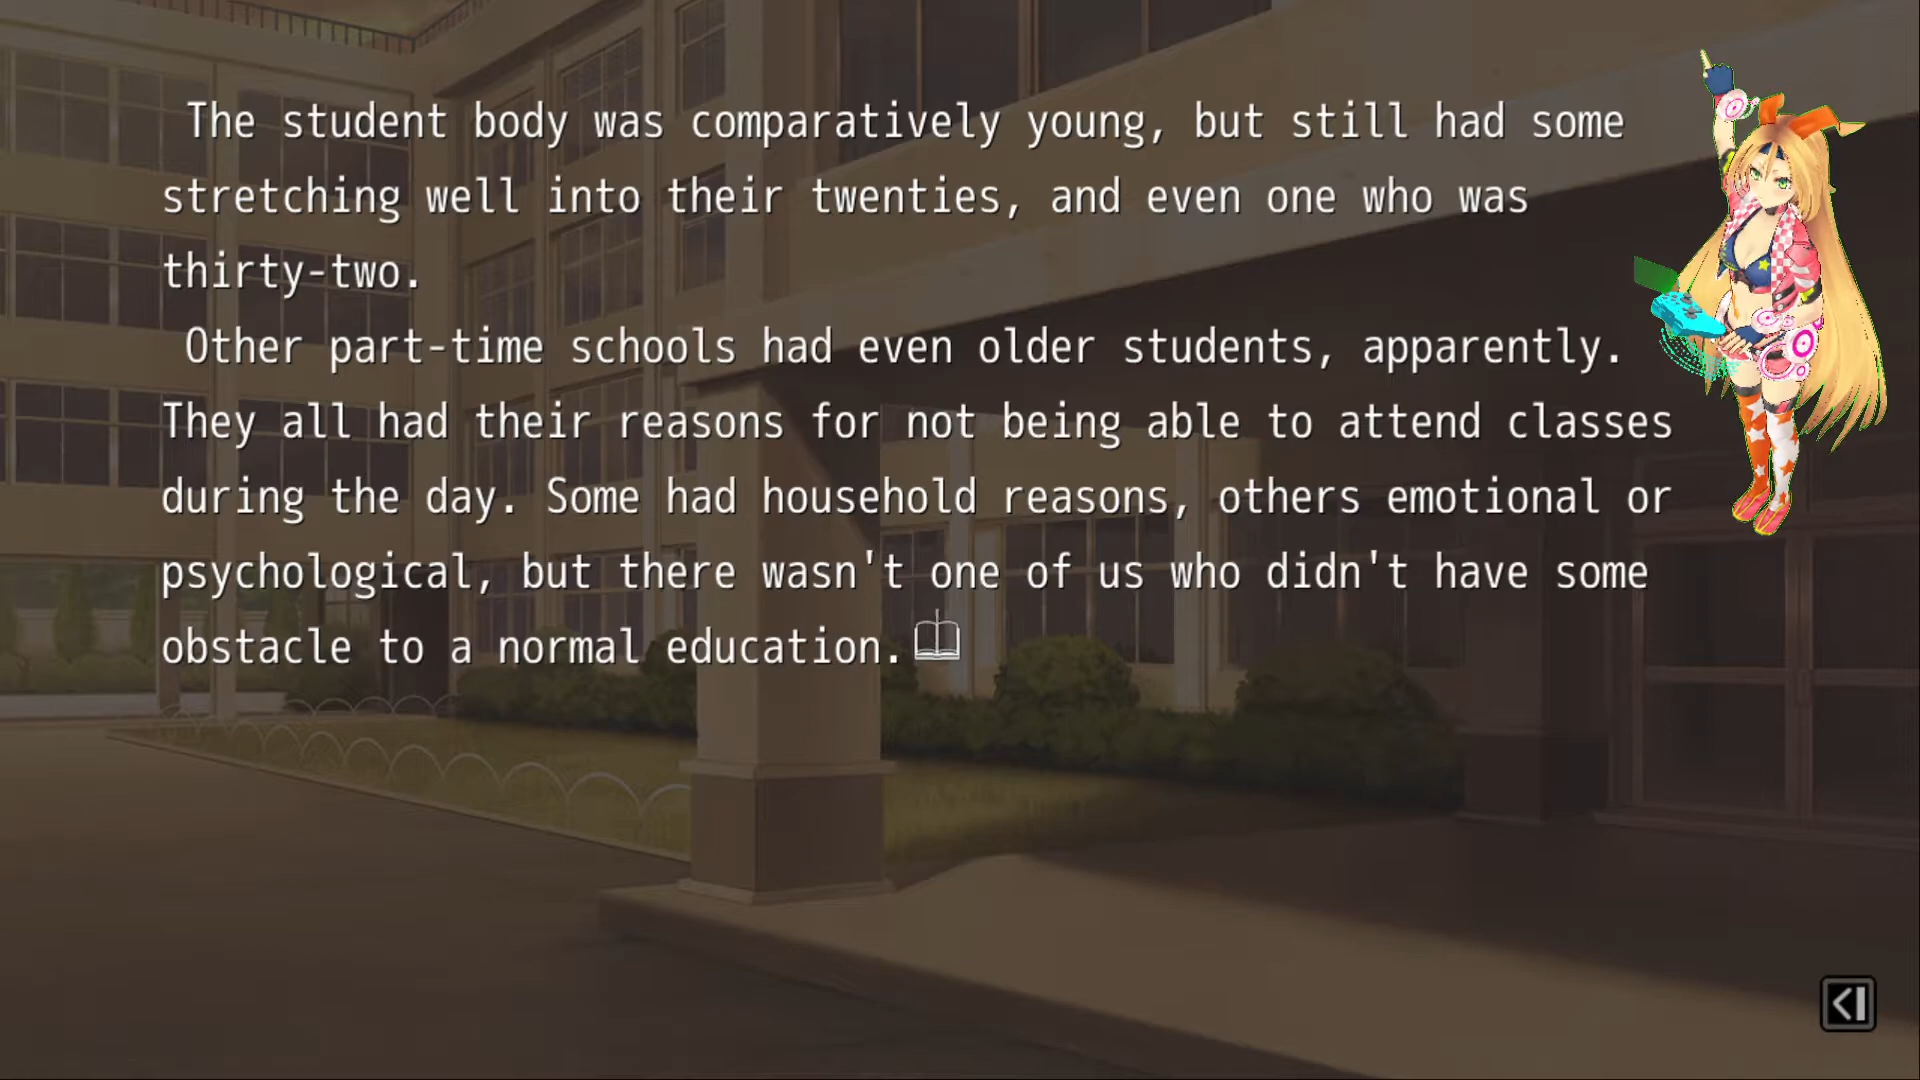 The student body was comparatively young, but still had some
stretching well into their twenties, and even one who was
thirty-two.
Other part-time schools had even older students, apparently.
They all had their reasons for not being able to attend classes
during the day. Some had household reasons, others emotional or
psychological, but there wasn't one of us who didn't have some
obstacle to a normal education.